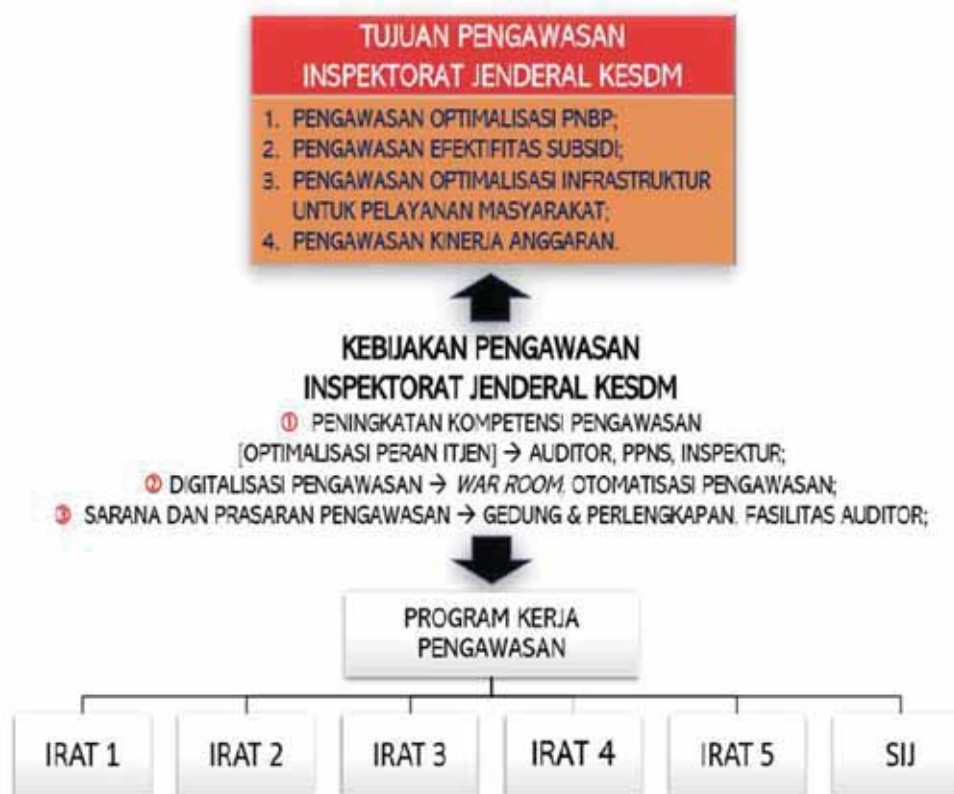 TUJUAN PENGAWASAN
INSPEKTORAT JENDERAL KESDM
1. PENGAWASAN OPTIMALISASI PNBP;
2. PENGAWASAN EFEKTIFITAS SUBSIDI;
3. PENGAWASAN OPTIMALISASI INFRASTRUKTUR
UNTUK PELAYANAN MASYARAKAT;
4. PENGAWASAN KINERJA ANGGARAN.
KEBIJAKAN PENGAWASAN
INSPEKTORAT JENDERAL KESDM
① PENINGKATAN KOMPETENSI PENGAWASAN
[OPTIMALISASI PERAN ITJEN] → AUDITOR, PPNS, INSPEKTUR;
② DIGITALISASI PENGAWASAN → WAR ROOM, OTOMATISASI PENGAWASAN;
③ SARANA DAN PRASARAN PENGAWASAN → GEDUNG & PERLENGKAPAN, FASILITAS AUDITOR;
PROGRAM KERJA
PENGAWASAN
IRAT 1
IRAT 2
IRAT 3
IRAT 4
IRAT 5
SIJ